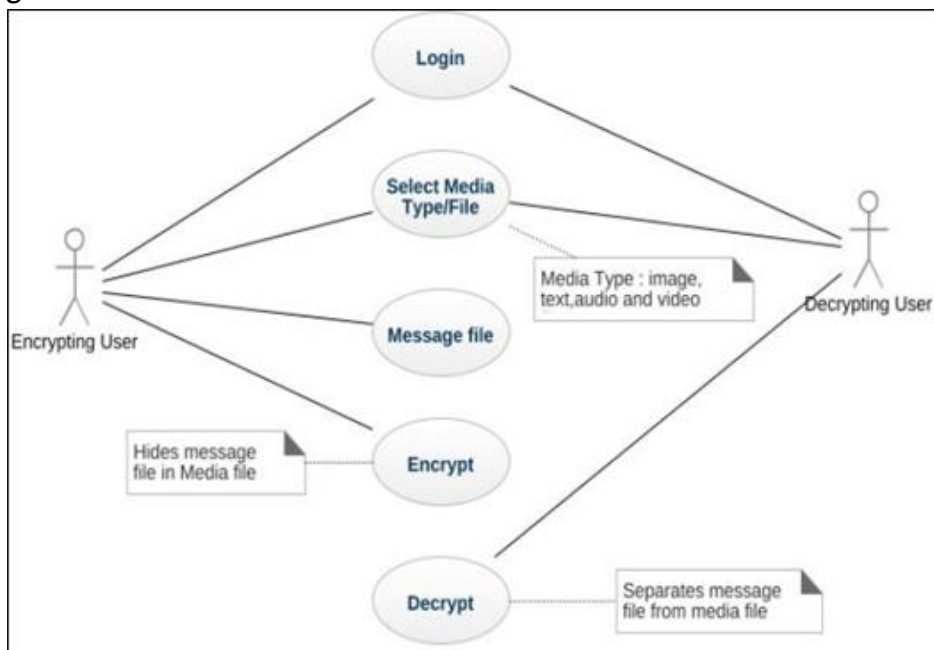 g
Login
Select Media
Type/File
Media Type : image,
text,audio and video
Encrypting User
Decrypting User
Message file
Hides message
file in Media file
Encrypt
Decrypt
Separates message
file from media file